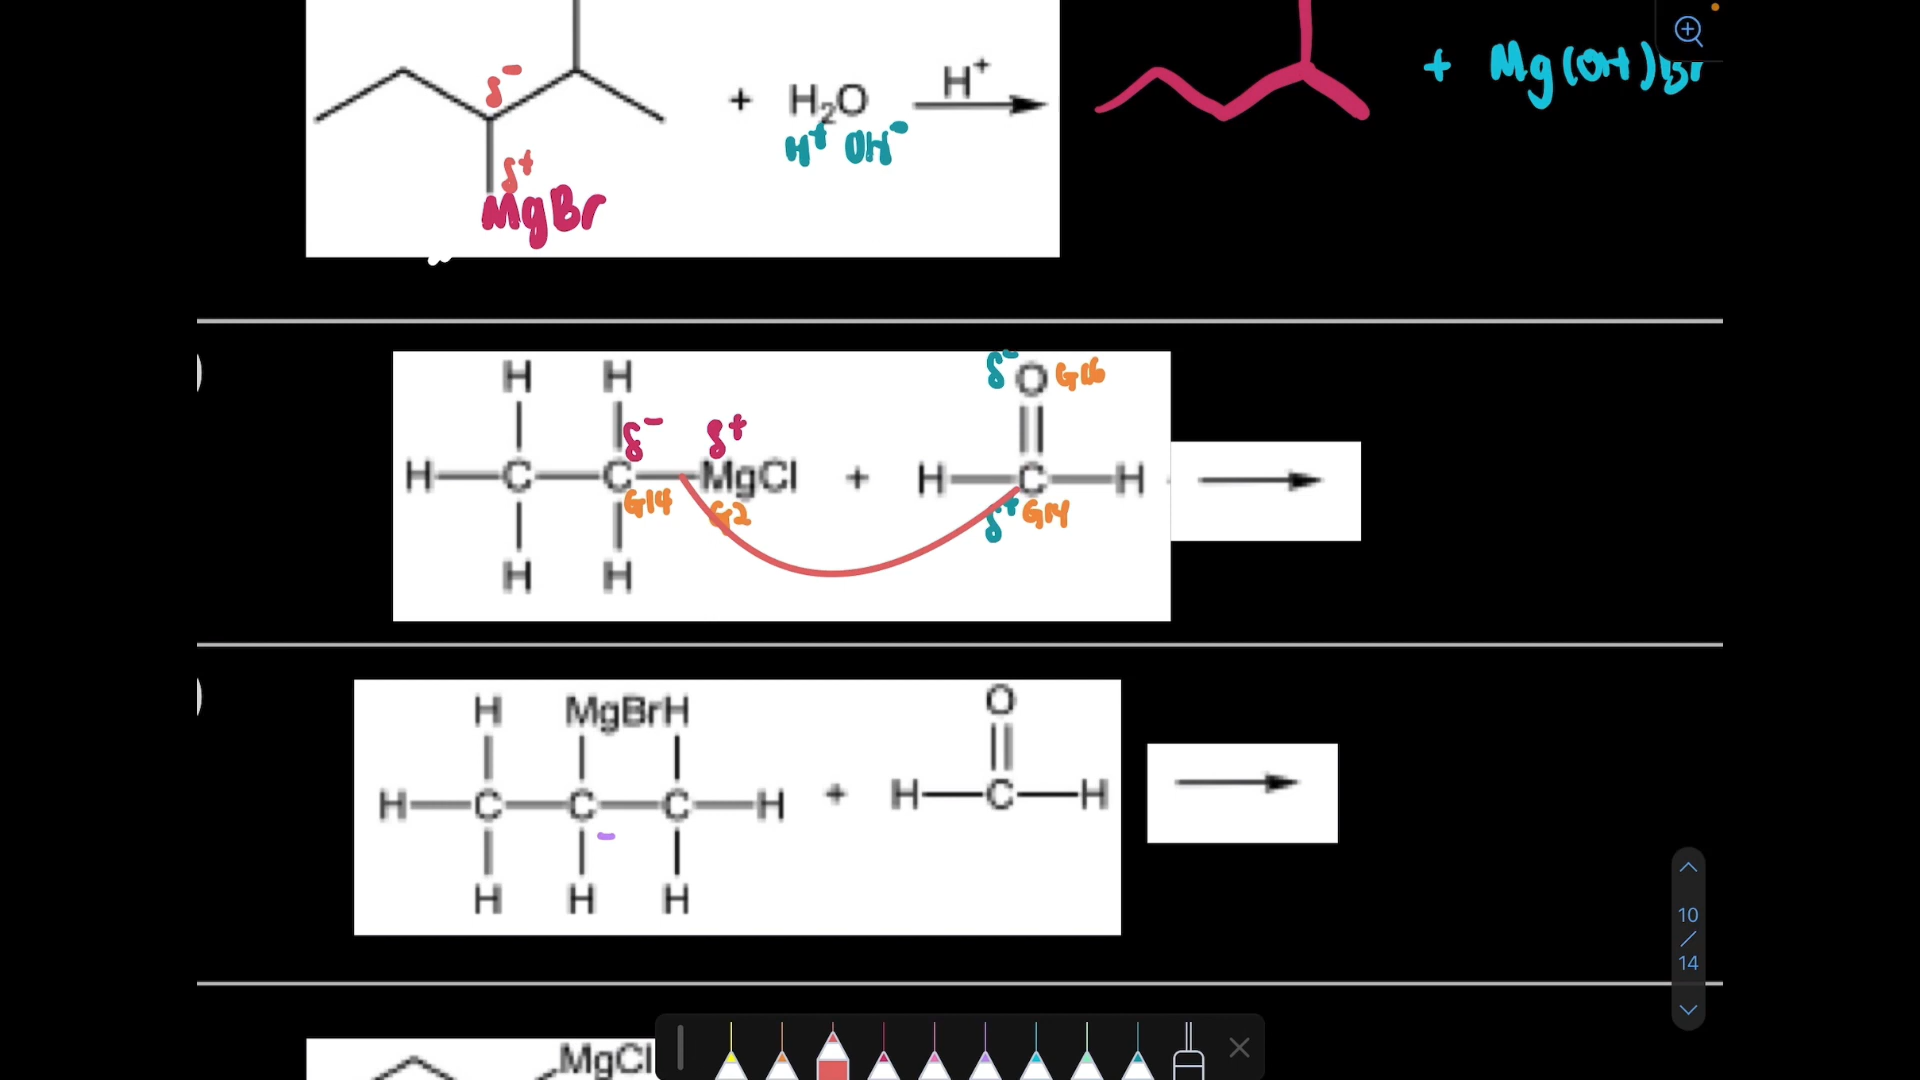 δ⁻
+ H₂O H⁺ + Mg(OH)Br
H⁺ OH⁻
δ⁺
MgBr
H H δ⁻ O G16
δ⁻ δ⁺
H C C MgCl + H C H
G14 G2 δ⁺ G14
H H
H MgBrH O
H C C C H + H C H
-
H H H
10
/
14
MgCl